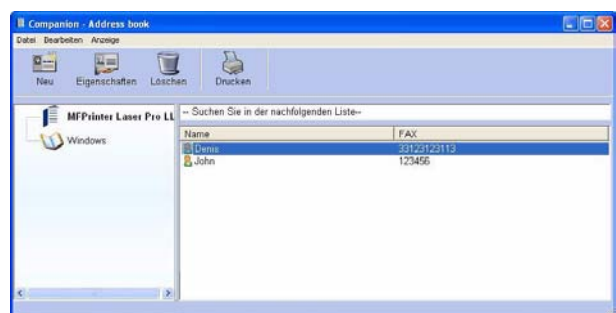 Companion - Address book
Datei Bearbeiten Anzeige
Neu Eigenschaften Löschen Drucken
MFPrinter Laser Pro LL
-- Suchen Sie in der nachfolgenden Liste--
Windows
Name FAX
Denis 33123123113
John 123456